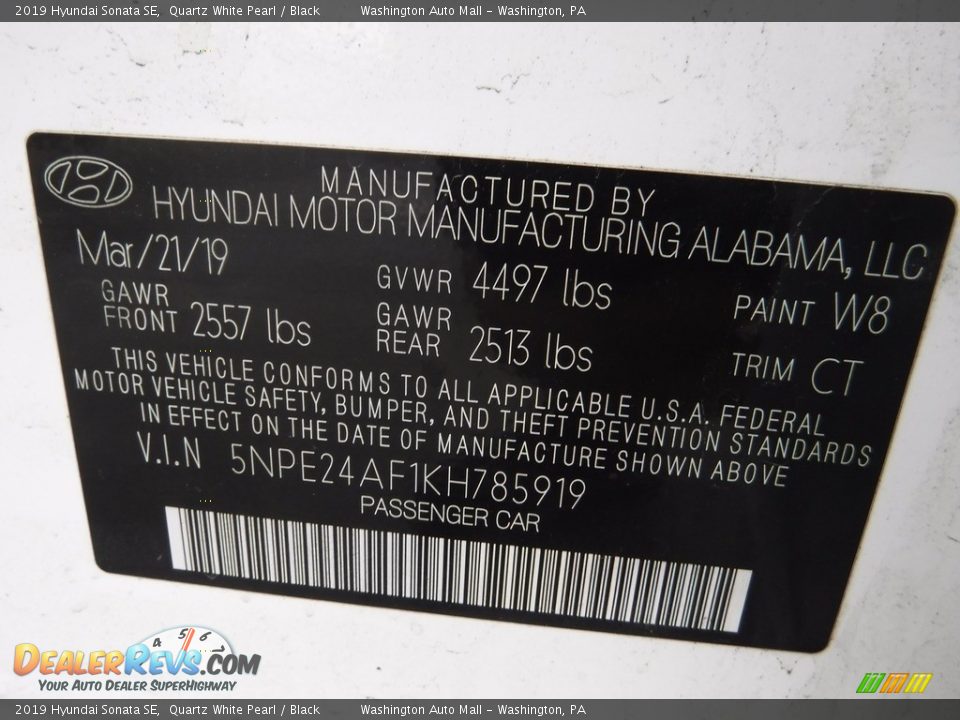 2019 Hyundai Sonata SE, Quartz White Pearl / Black Washington Auto Mall - Washington, PA
MANUFACTURED BY
HYUNDAI MOTOR MANUFACTURING ALABAMA, LLC
Mar/21/19 GVWR 4497 lbs PAINT W8
GAWR FRONT 2557 lbs GAWR REAR 2513 lbs TRIM CT
THIS VEHICLE CONFORMS TO ALL APPLICABLE U.S.A. FEDERAL
MOTOR VEHICLE SAFETY, BUMPER, AND THEFT PREVENTION STANDARDS
IN EFFECT ON THE DATE OF MANUFACTURE SHOWN ABOVE
V.I.N 5NPE24AF1KH785919
PASSENGER CAR
4 5 6
DEALERREVS.COM
YOUR AUTO DEALER SUPERHIGHWAY
2019 Hyundai Sonata SE, Quartz White Pearl / Black Washington Auto Mall - Washington, PA